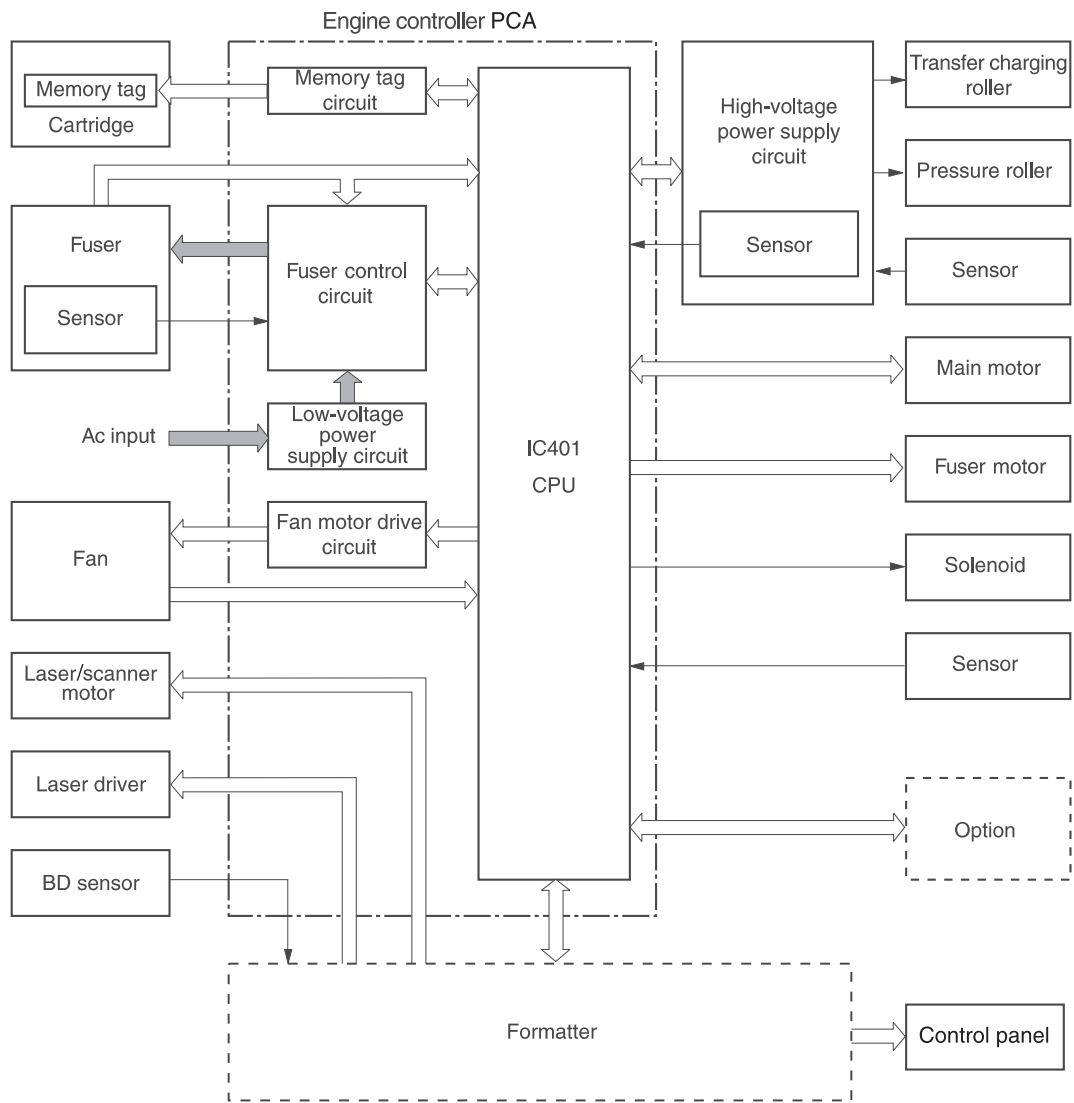 Engine controller PCA
Memory tag
Cartridge
Memory tag
circuit
High-voltage
power supply
circuit
Sensor
Transfer charging
roller
Pressure roller
Sensor
Fuser
Sensor
Fuser control
circuit
Ac input
Low-voltage
power
supply circuit
IC401
CPU
Main motor
Fuser motor
Fan
Fan motor drive
circuit
Solenoid
Sensor
Laser/scanner
motor
Laser driver
Option
BD sensor
Formatter
Control panel